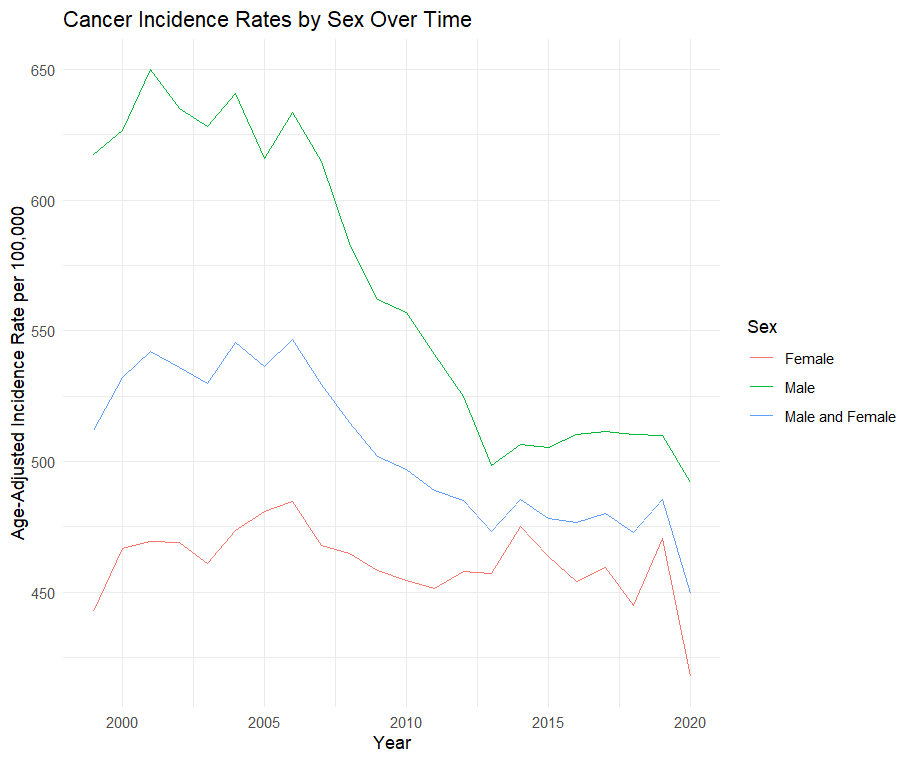 Cancer Incidence Rates by Sex Over Time
Age-Adjusted Incidence Rate per 100,000
650
600
550
500
450
2000
2005
2010
2015
2020
Year
Sex
Female
Male
Male and Female